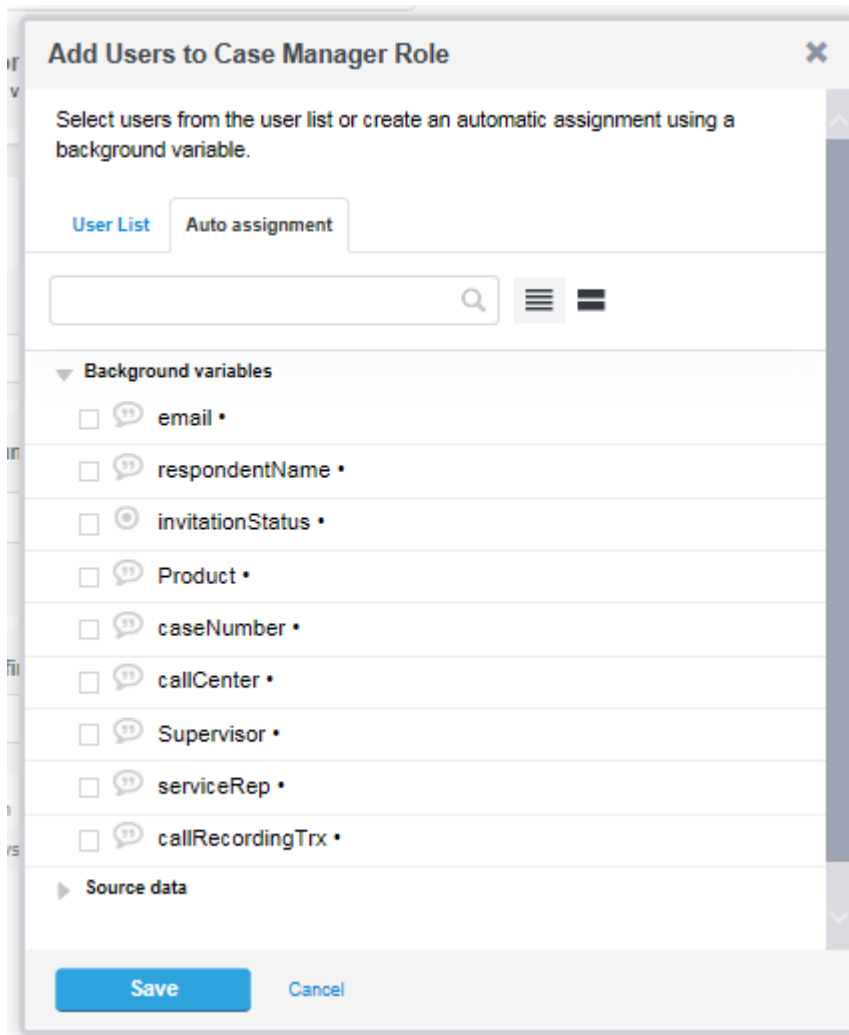 Add Users to Case Manager Role
Select users from the user list or create an automatic assignment using a
background variable.
User List
Auto assignment
Background variables
email •
respondentName •
invitationStatus •
Product •
caseNumber •
callCenter •
Supervisor •
serviceRep •
callRecordingTrx •
Source data
Save
Cancel